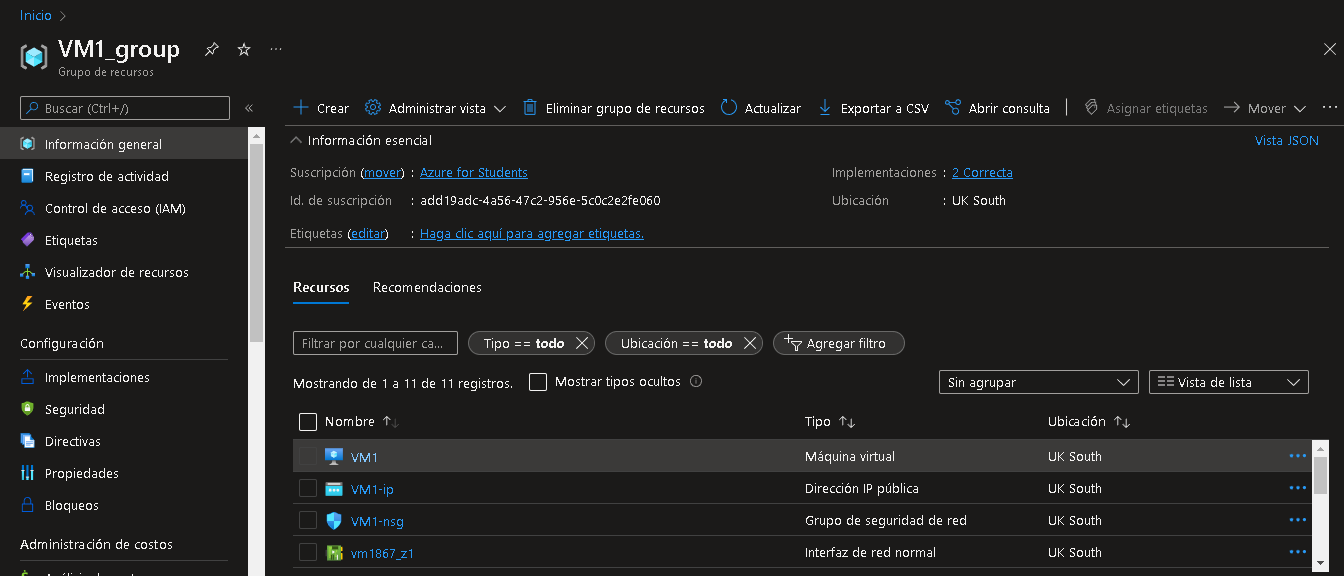 Inicio
VM1_group
Grupo de recursos
Buscar (Ctrl+/)
Información general
Registro de actividad
Control de acceso (IAM)
Etiquetas
Visualizador de recursos
Eventos
Configuración
Implementaciones
Seguridad
Directivas
Propiedades
Bloqueos
Administración de costos
Crear Administrar vista Eliminar grupo de recursos Actualizar Exportar a CSV Abrir consulta Asignar etiquetas Mover
Información esencial Vista JSON
Suscripción (mover) : Azure for Students Implementaciones : 2 Correcta
Id. de suscripción : add19adc-4a56-47c2-956e-5c0c2e2fe060 Ubicación : UK South
Etiquetas (editar) : Haga clic aquí para agregar etiquetas.
Recursos Recomendaciones
Filtrar por cualquier ca... Tipo == todo Ubicación == todo Agregar filtro
Mostrando de 1 a 11 de 11 registros. Mostrar tipos ocultos Sin agrupar Vista de lista
Nombre Tipo Ubicación
VM1 Máquina virtual UK South
VM1-ip Dirección IP pública UK South
VM1-nsg Grupo de seguridad de red UK South
vm1867_z1 Interfaz de red normal UK South